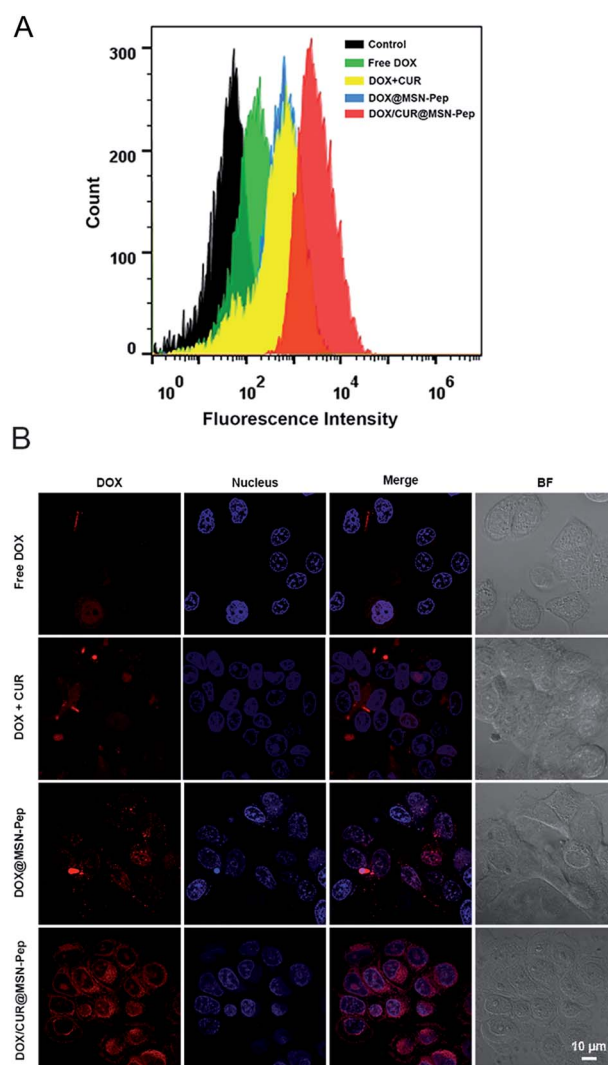 A
300
200
100
0
Count
Control
Free DOX
DOX+CUR
DOX@MSN-Pep
DOX/CUR@MSN-Pep
10^0 10^2 10^4 10^6
Fluorescence Intensity
B
DOX Nucleus Merge BF
Free DOX
DOX + CUR
DOX@MSN-Pep
DOX/CUR@MSN-Pep
10 µm